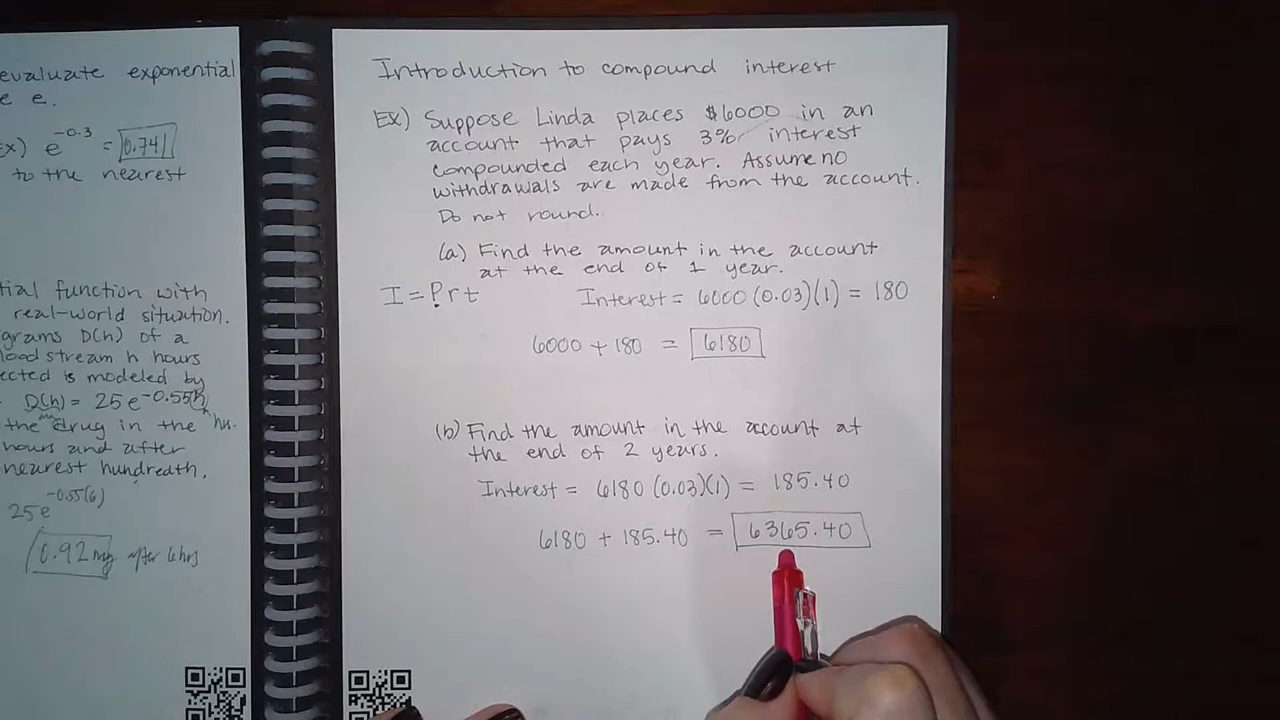 evaluate exponential
e e.
Ex) e^-0.3 = 0.741
to the nearest
tial function with
real-world situation.
grams D(h) of a
blood stream h hours
ected is modeled by
D(h) = 25e^-0.55h
the drug in the
hours and after
nearest hundredth.
25e^-0.55(6)
0.92 mg after 6 hrs
Introduction to compound interest
Ex) Suppose Linda places $6000 in an
account that pays 3% interest
compounded each year. Assume no
withdrawals are made from the account.
Do not round.
(a) Find the amount in the account
at the end of 1 year.
I = Prt Interest = 6000 (0.03)(1) = 180
6000 + 180 = 6180
(b) Find the amount in the account at
the end of 2 years.
Interest = 6180 (0.03)(1) = 185.40
6180 + 185.40 = 6365.40